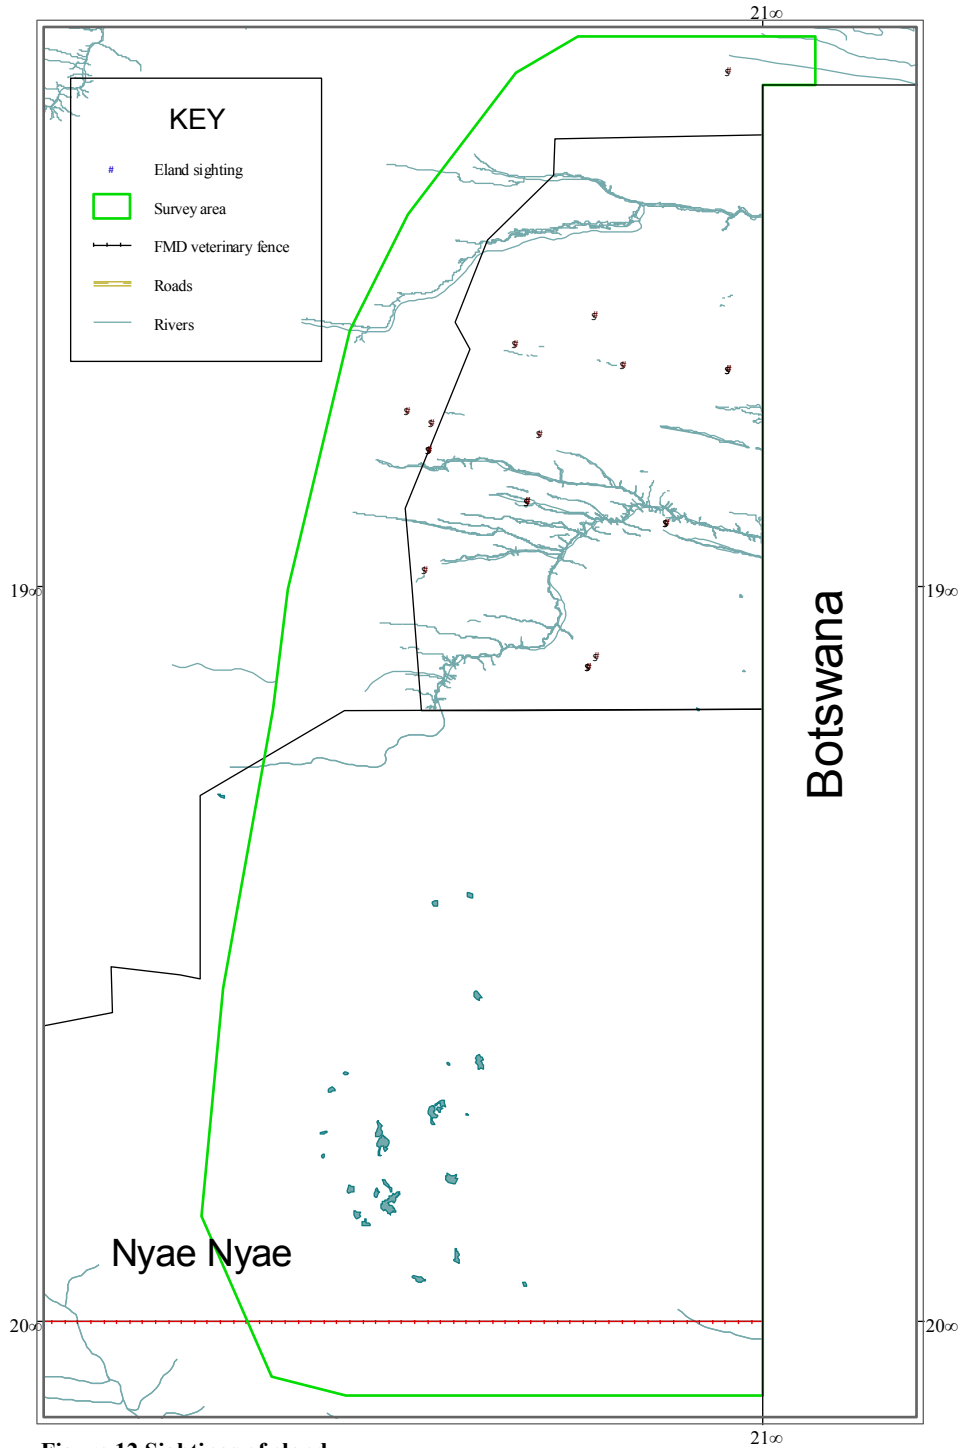 21∞
KEY
# Eland sighting
Survey area
FMD veterinary fence
Roads
Rivers
19∞
19∞
Botswana
Nyae Nyae
20∞
20∞
21∞